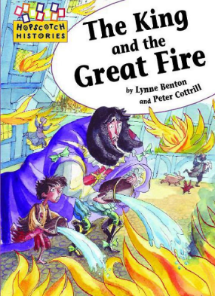 HOPSCOTCH
HISTORIES
The King
and the
Great Fire
by Lynne Benton
and Peter Cottrill